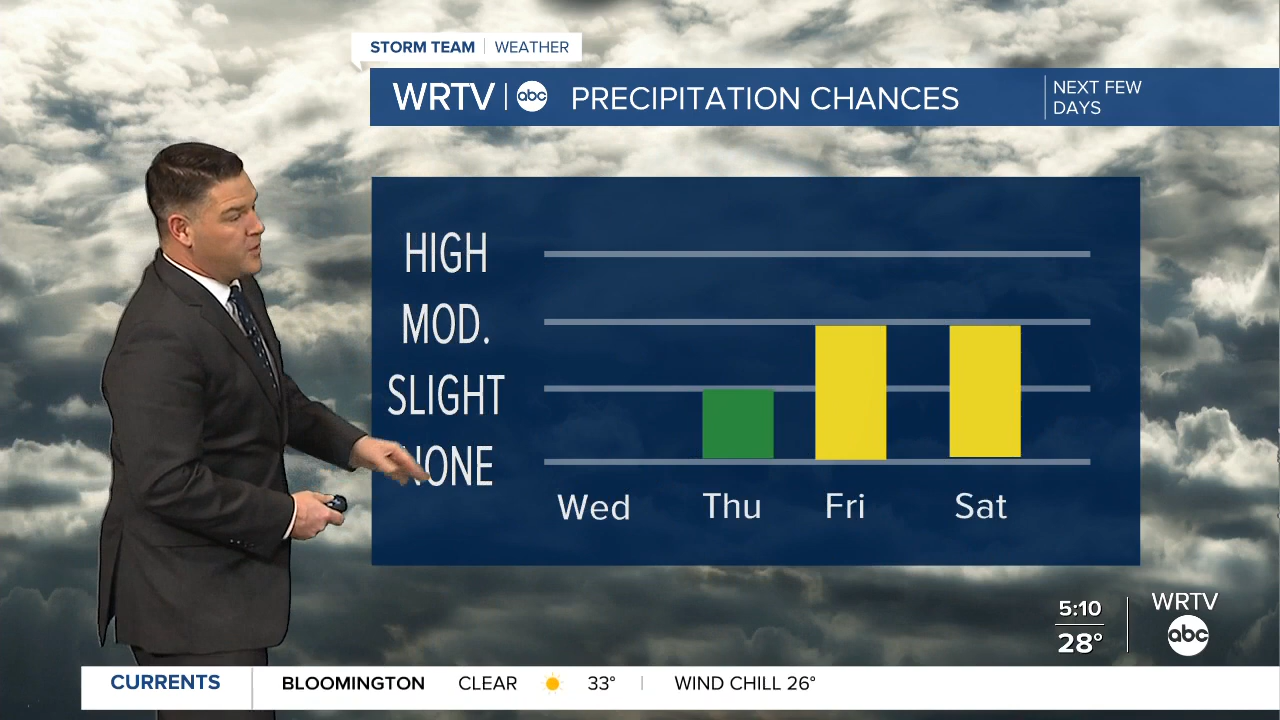 STORM TEAM | WEATHER
WRTV | abc PRECIPITATION CHANCES
NEXT FEW
DAYS
HIGH
MOD.
SLIGHT
NONE
Wed Thu Fri Sat
5:10
28°
WRTV
abc
CURRENTS BLOOMINGTON CLEAR 33° | WIND CHILL 26°